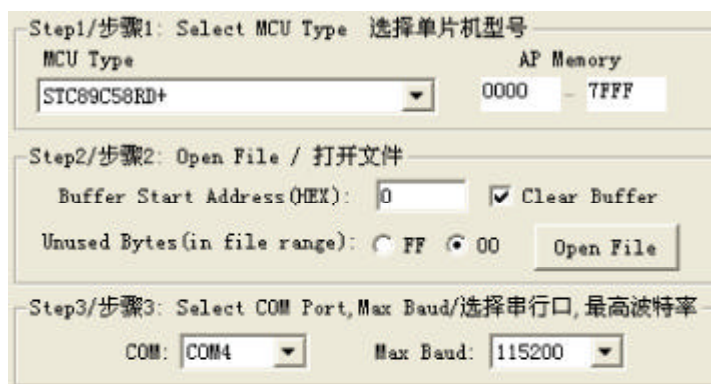 Step1/步骤1: Select MCU Type 选择单片机型号
MCU Type AP Memory
STC89C58RD+ 0000 - 7FFF
Step2/步骤2: Open File / 打开文件
Buffer Start Address(HEX): 0 Clear Buffer
Unused Bytes(in file range): FF 00 Open File
Step3/步骤3: Select COM Port,Max Baud/选择串行口,最高波特率
COM: COM4 Max Baud: 115200